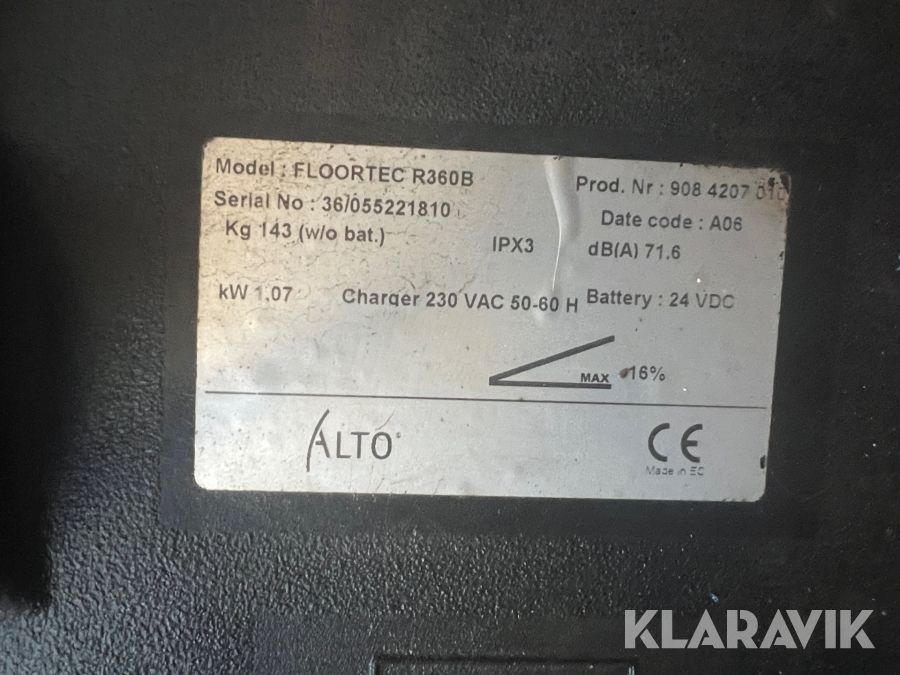 Model : FLOORTEC R360B
Prod. Nr : 908 4207 010
Serial No : 36/055221810
Date code : A06
Kg 143 (w/o bat.)
IPX3
dB(A) 71.6
kW 1,07
Charger 230 VAC 50-60 H
Battery : 24 VDC
MAX 16%
ALTO
CE
Made in EC
KLARAVIK